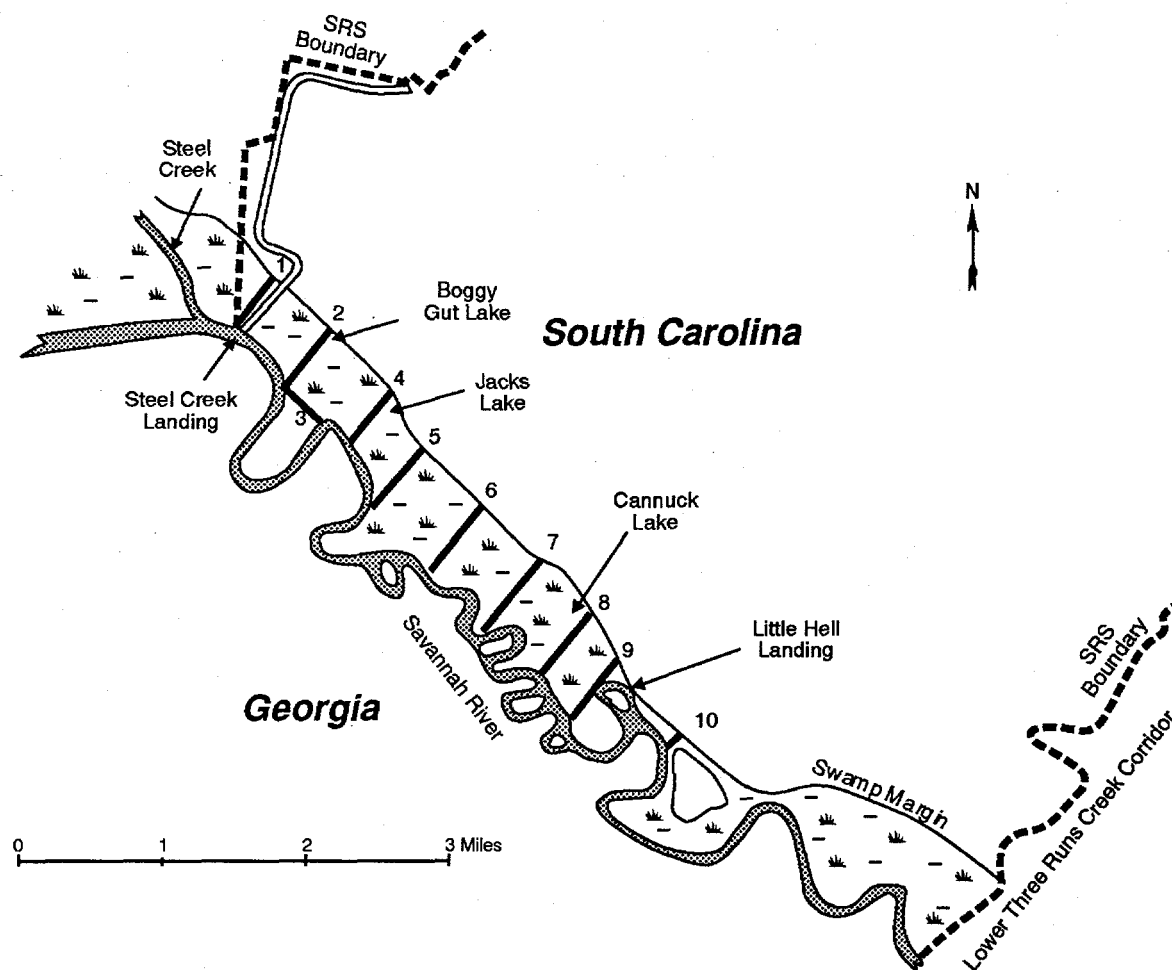 SRS
Boundary
Steel
Creek
N
1
Boggy
Gut Lake
2
South Carolina
4
Jacks
Lake
Steel Creek
Landing
3
5
6
Cannuck
Lake
7
8
Little Hell
Landing
9
SRS
Boundary
Savannah River
Georgia
10
Swamp Margin
Lower Three Runs Creek Corridor
0
1
2
3 Miles